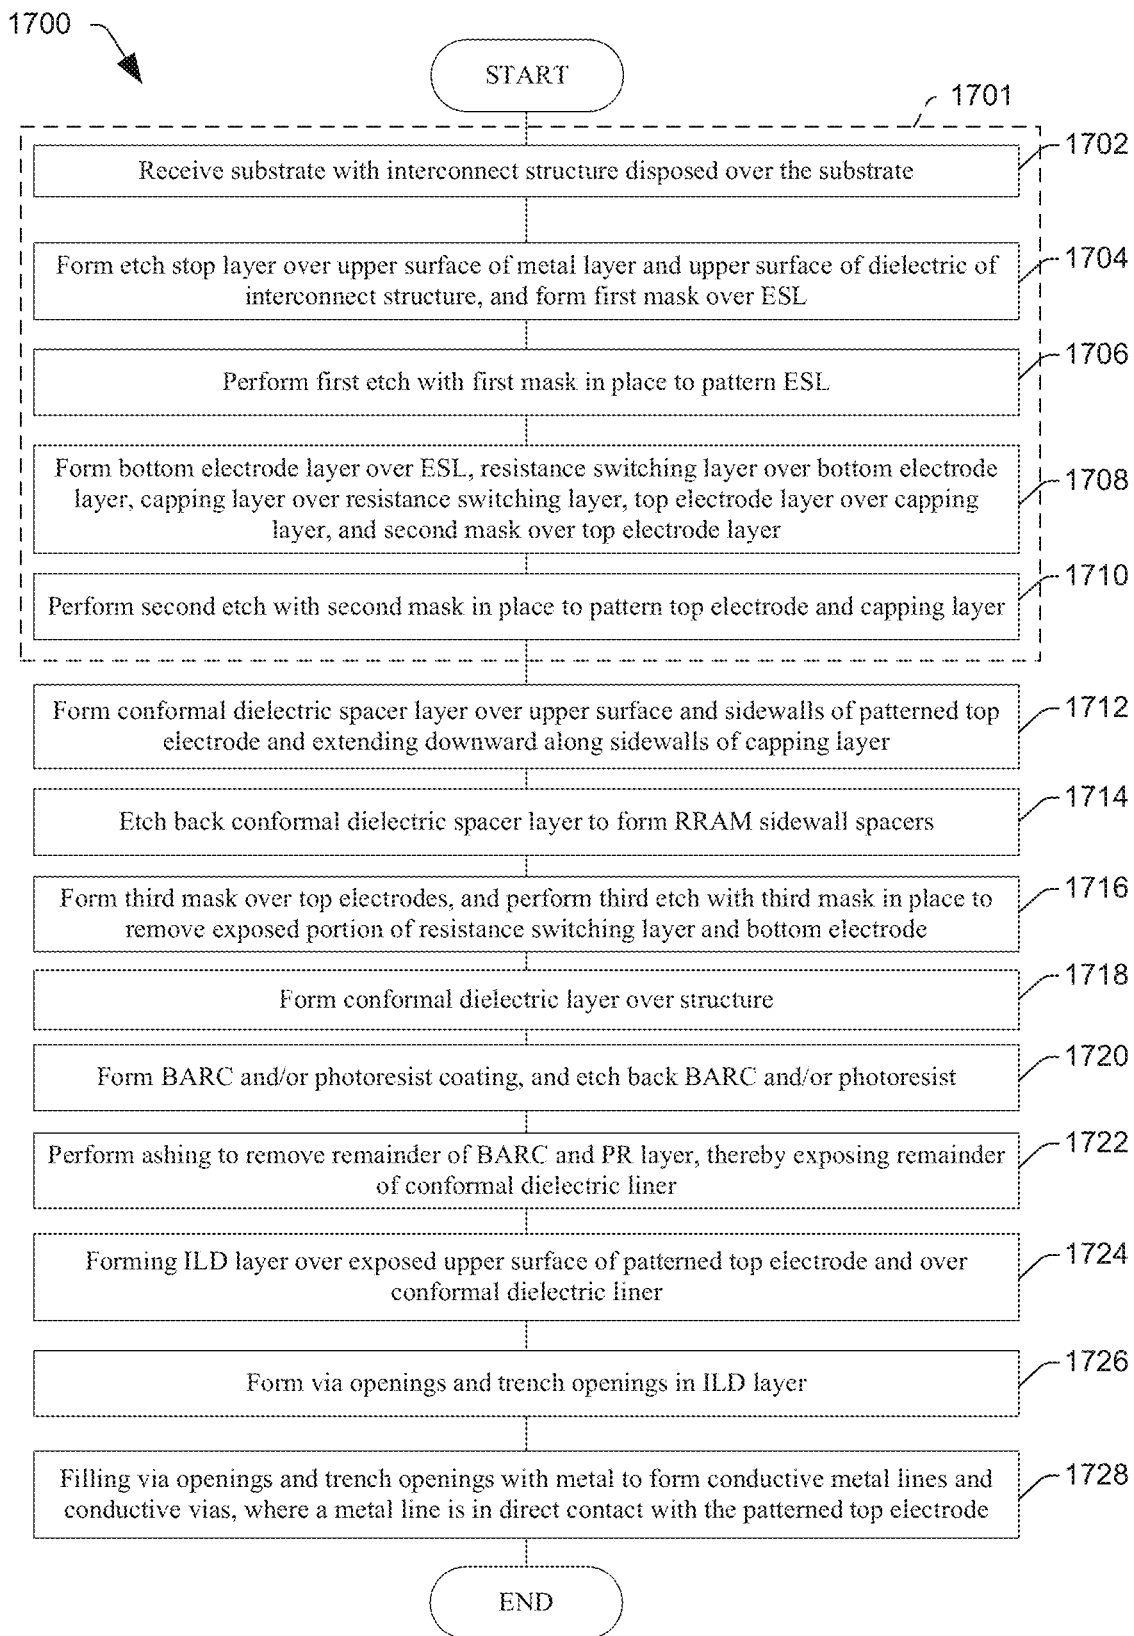 1700
START
1701
1702
Receive substrate with interconnect structure disposed over the substrate
1704
Form etch stop layer over upper surface of metal layer and upper surface of dielectric of
interconnect structure, and form first mask over ESL
1706
Perform first etch with first mask in place to pattern ESL
1708
Form bottom electrode layer over ESL, resistance switching layer over bottom electrode
layer, capping layer over resistance switching layer, top electrode layer over capping
layer, and second mask over top electrode layer
1710
Perform second etch with second mask in place to pattern top electrode and capping layer
1712
Form conformal dielectric spacer layer over upper surface and sidewalls of patterned top
electrode and extending downward along sidewalls of capping layer
1714
Etch back conformal dielectric spacer layer to form RRAM sidewall spacers
1716
Form third mask over top electrodes, and perform third etch with third mask in place to
remove exposed portion of resistance switching layer and bottom electrode
1718
Form conformal dielectric layer over structure
1720
Form BARC and/or photoresist coating, and etch back BARC and/or photoresist
1722
Perform ashing to remove remainder of BARC and PR layer, thereby exposing remainder
of conformal dielectric liner
1724
Forming ILD layer over exposed upper surface of patterned top electrode and over
conformal dielectric liner
1726
Form via openings and trench openings in ILD layer
1728
Filling via openings and trench openings with metal to form conductive metal lines and
conductive vias, where a metal line is in direct contact with the patterned top electrode
END